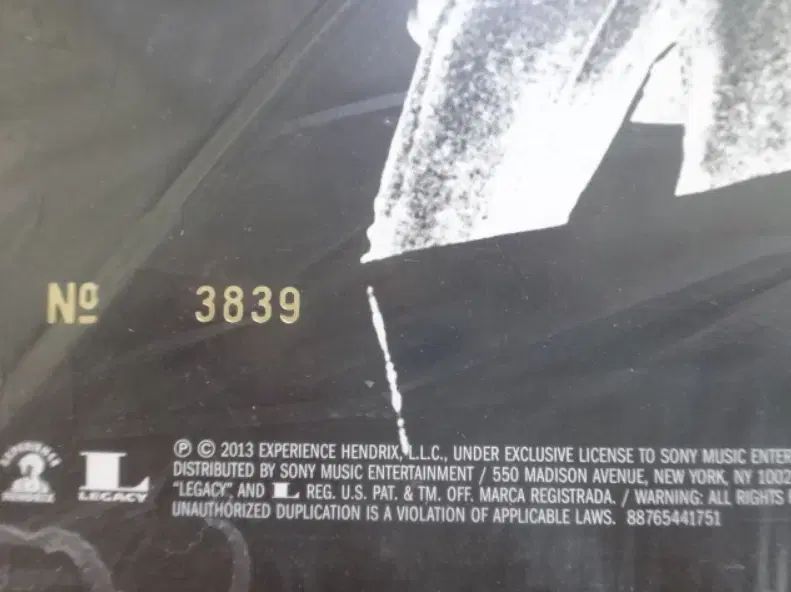 Nº 3839
℗ © 2013 EXPERIENCE HENDRIX, L.L.C., UNDER EXCLUSIVE LICENSE TO SONY MUSIC ENTER
DISTRIBUTED BY SONY MUSIC ENTERTAINMENT / 550 MADISON AVENUE, NEW YORK, NY 1002
"LEGACY", AND L REG. U.S. PAT. & TM. OFF. MARCA REGISTRADA. / WARNING: ALL RIGHTS
UNAUTHORIZED DUPLICATION IS A VIOLATION OF APPLICABLE LAWS. 88765441751
L
LEGACY